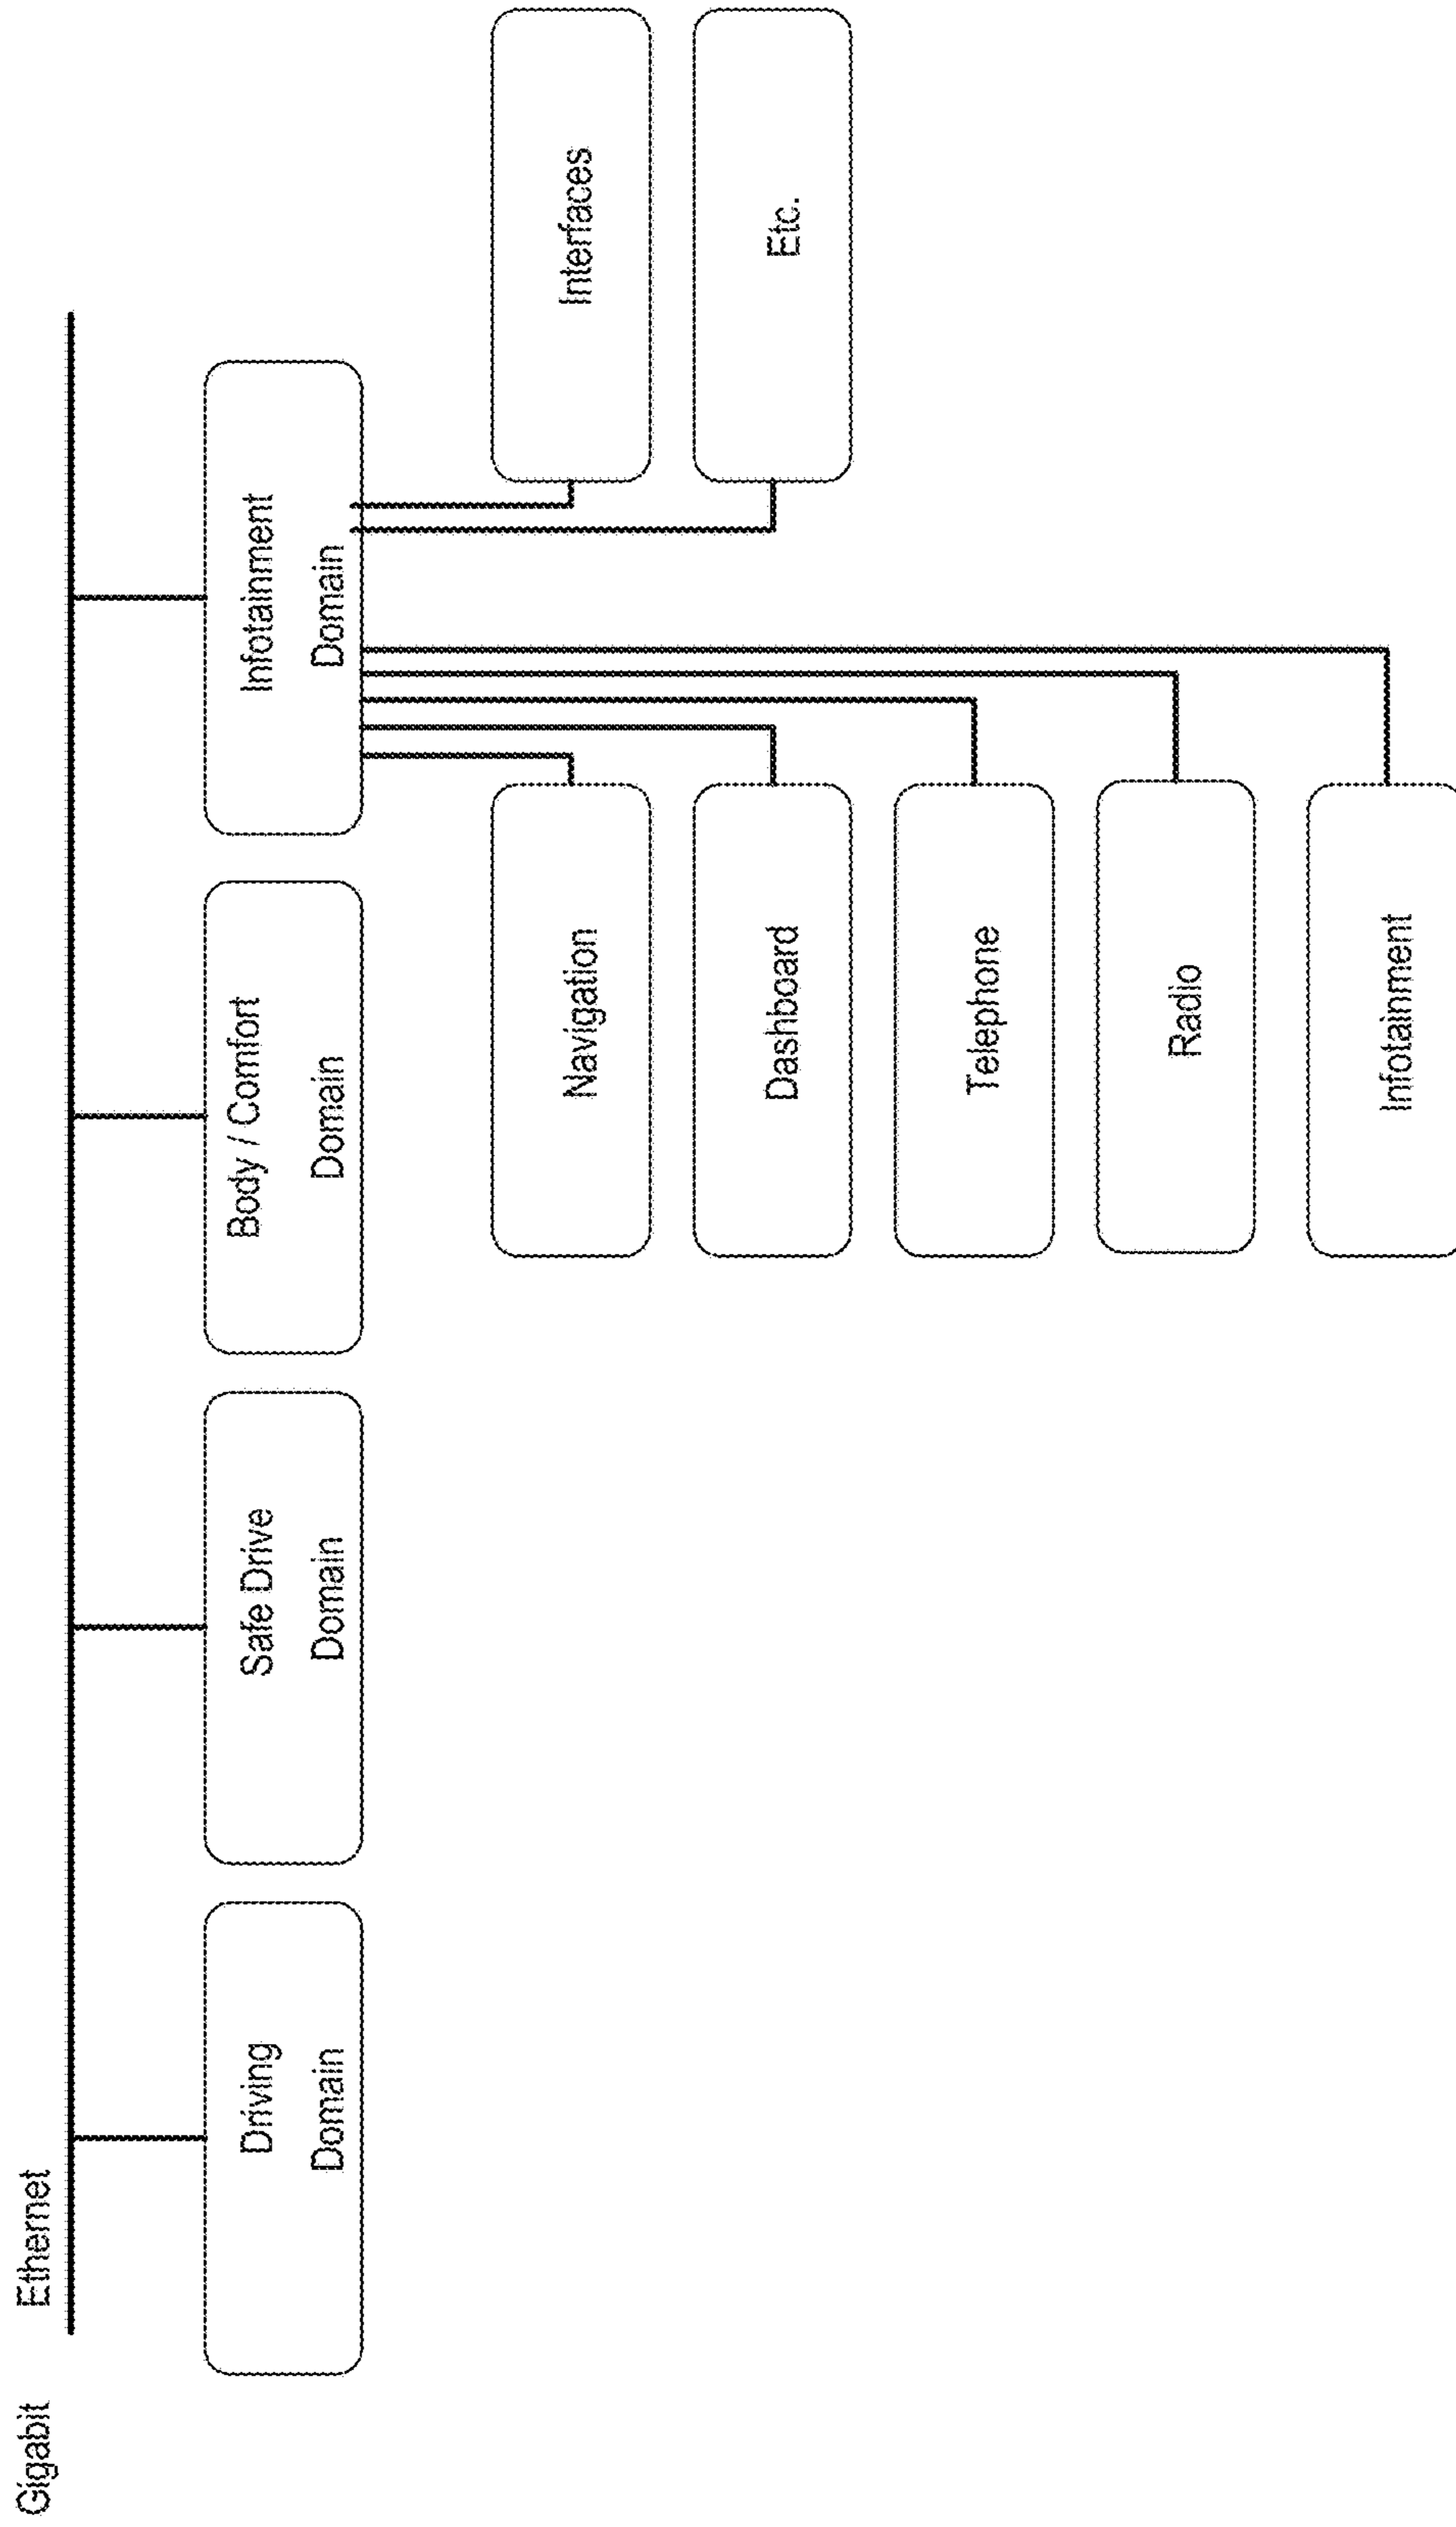 Gigabit Ethernet
Driving
Domain
Safe Drive
Domain
Body / Comfort
Domain
Infotainment
Domain
Navigation
Interfaces
Dashboard
Etc.
Telephone
Radio
Infotainment